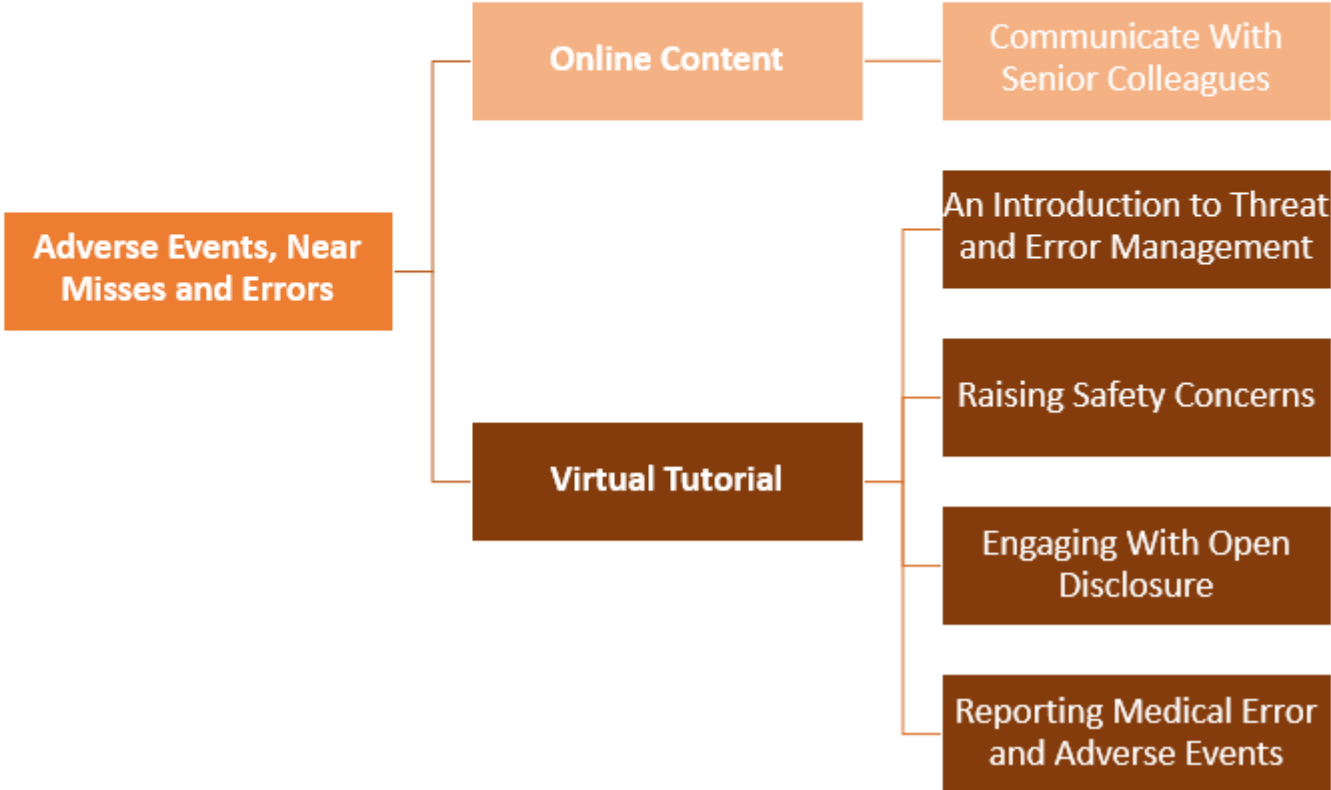 Online Content
Communicate With
Senior Colleagues
An Introduction to Threat
and Error Management
Adverse Events, Near
Misses and Errors
Raising Safety Concerns
Virtual Tutorial
Engaging With Open
Disclosure
Reporting Medical Error
and Adverse Events